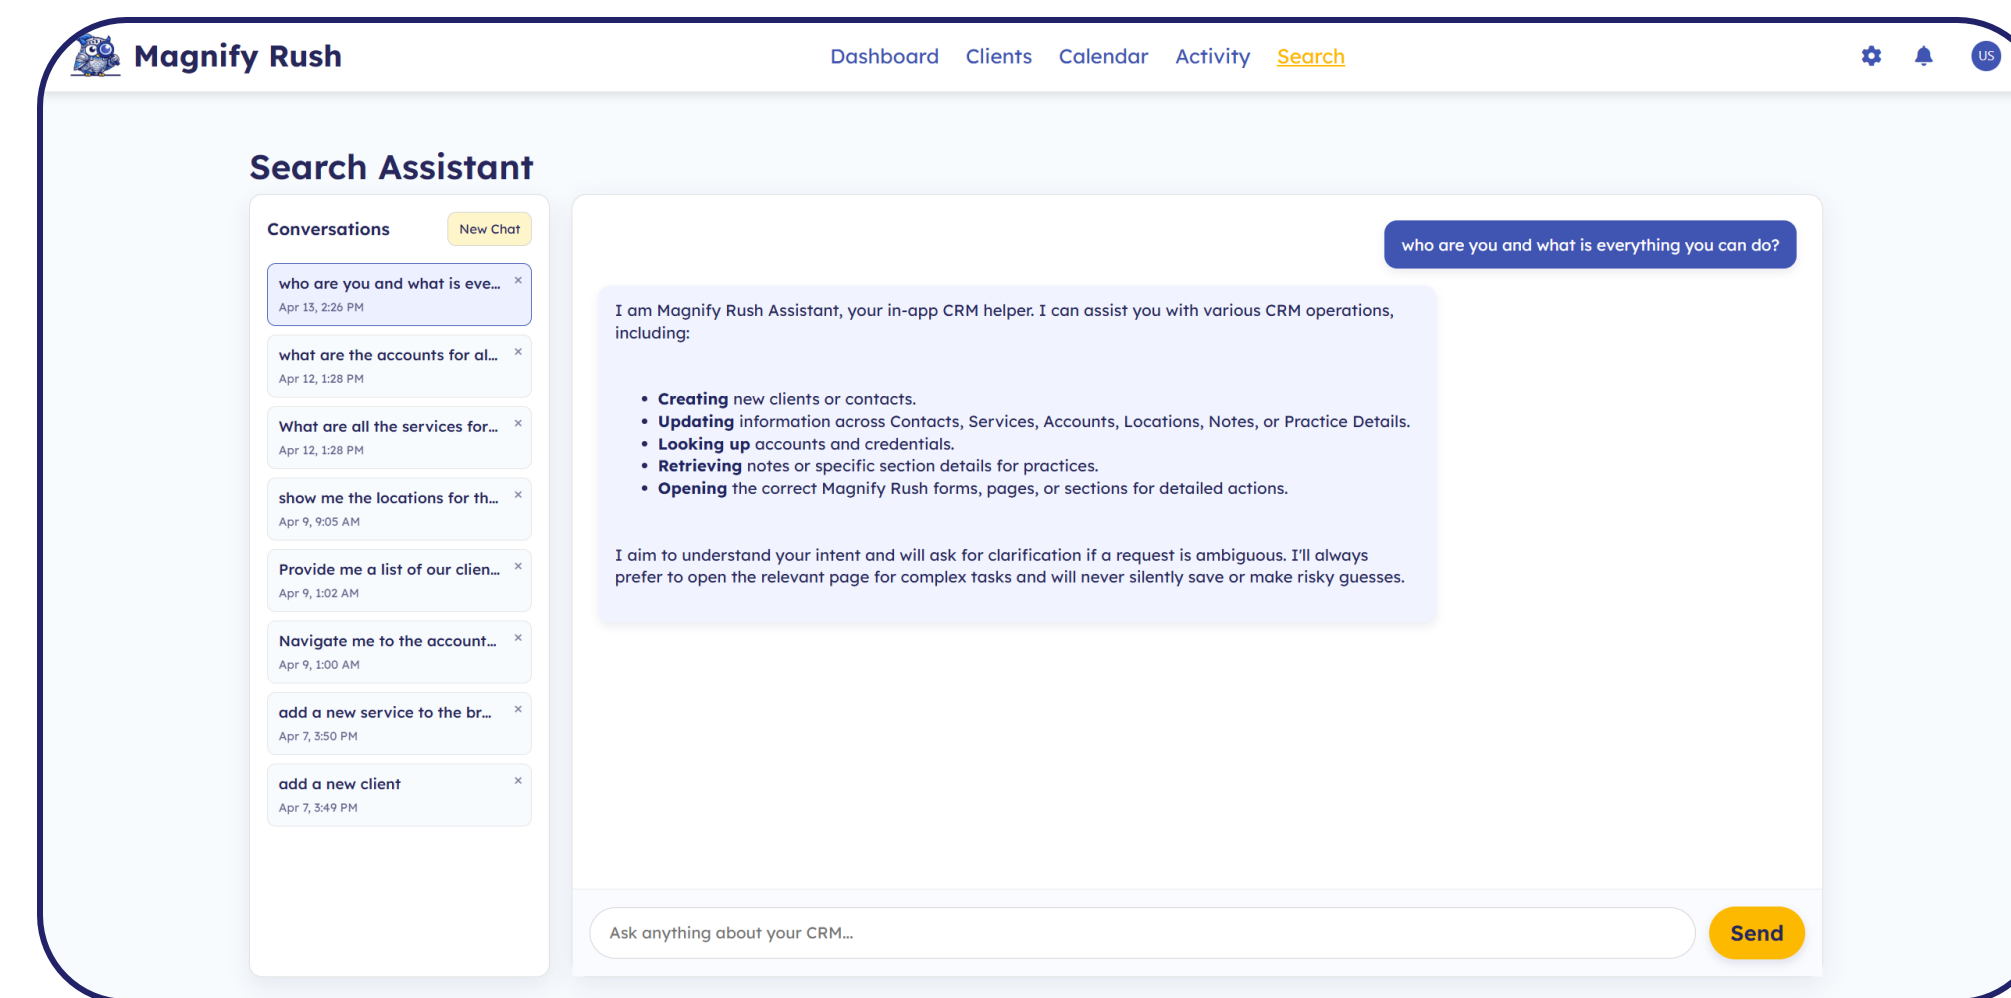 Magnify Rush
Dashboard
Clients
Calendar
Activity
Search
US
Search Assistant
Conversations
New Chat
who are you and what is eve...
Apr 13, 2:26 PM
what are the accounts for al...
Apr 12, 1:28 PM
What are all the services for...
Apr 12, 1:28 PM
show me the locations for th...
Apr 9, 9:05 AM
Provide me a list of our clien...
Apr 9, 1:02 AM
Navigate me to the account...
Apr 9, 1:00 AM
add a new service to the br...
Apr 7, 3:50 PM
add a new client
Apr 7, 3:49 PM
who are you and what is everything you can do?
I am Magnify Rush Assistant, your in-app CRM helper. I can assist you with various CRM operations,
including:
• Creating new clients or contacts.
• Updating information across Contacts, Services, Accounts, Locations, Notes, or Practice Details.
• Looking up accounts and credentials.
• Retrieving notes or specific section details for practices.
• Opening the correct Magnify Rush forms, pages, or sections for detailed actions.
I aim to understand your intent and will ask for clarification if a request is ambiguous. I'll always
prefer to open the relevant page for complex tasks and will never silently save or make risky guesses.
Ask anything about your CRM...
Send